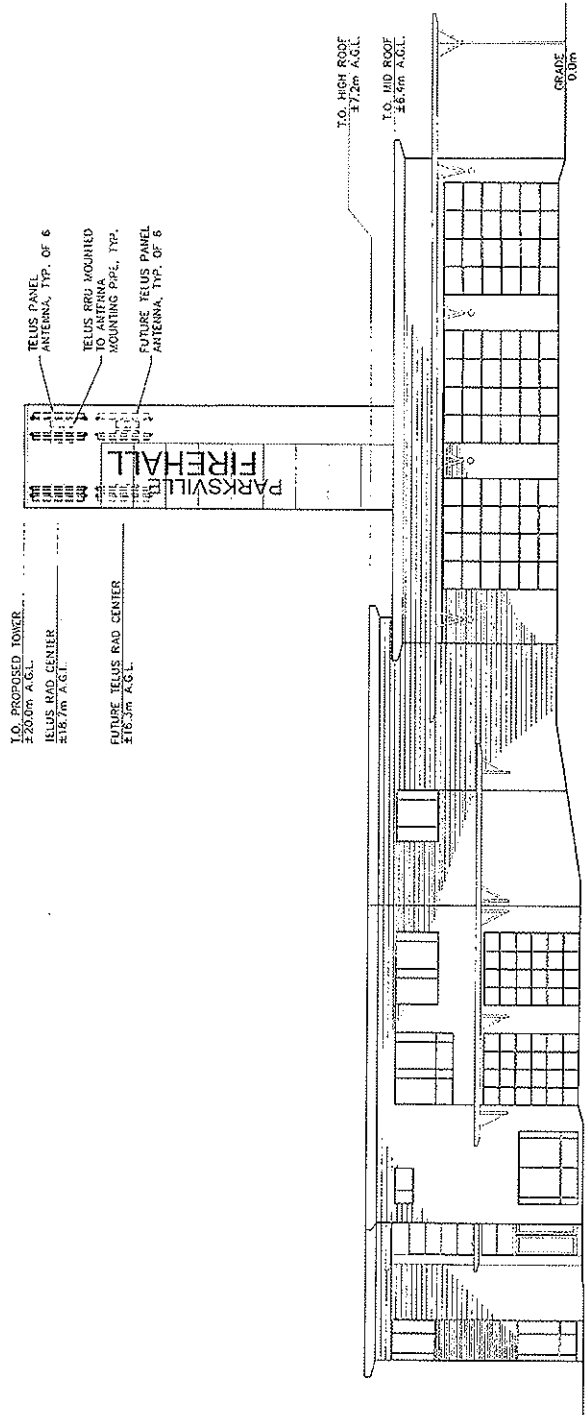 T.O. PROPOSED TOWER
±20.0m A.G.L.
TELUS RAD CENTER
±18.7m A.G.L.
FUTURE TELUS RAD CENTER
±16.3m A.G.L.
TELUS PANEL
ANTENNA, TYP. OF 6
TELUS RRU MOUNTED
TO ANTENNA
MOUNTING PIPE, TYP.
FUTURE TELUS PANEL
ANTENNA, TYP. OF 6
PARKSVILLE
FIREHALL
T.O. HIGH ROOF
±7.2m A.G.L.
T.O. MID ROOF
±6.4m A.G.L.
GRADE
0.0m